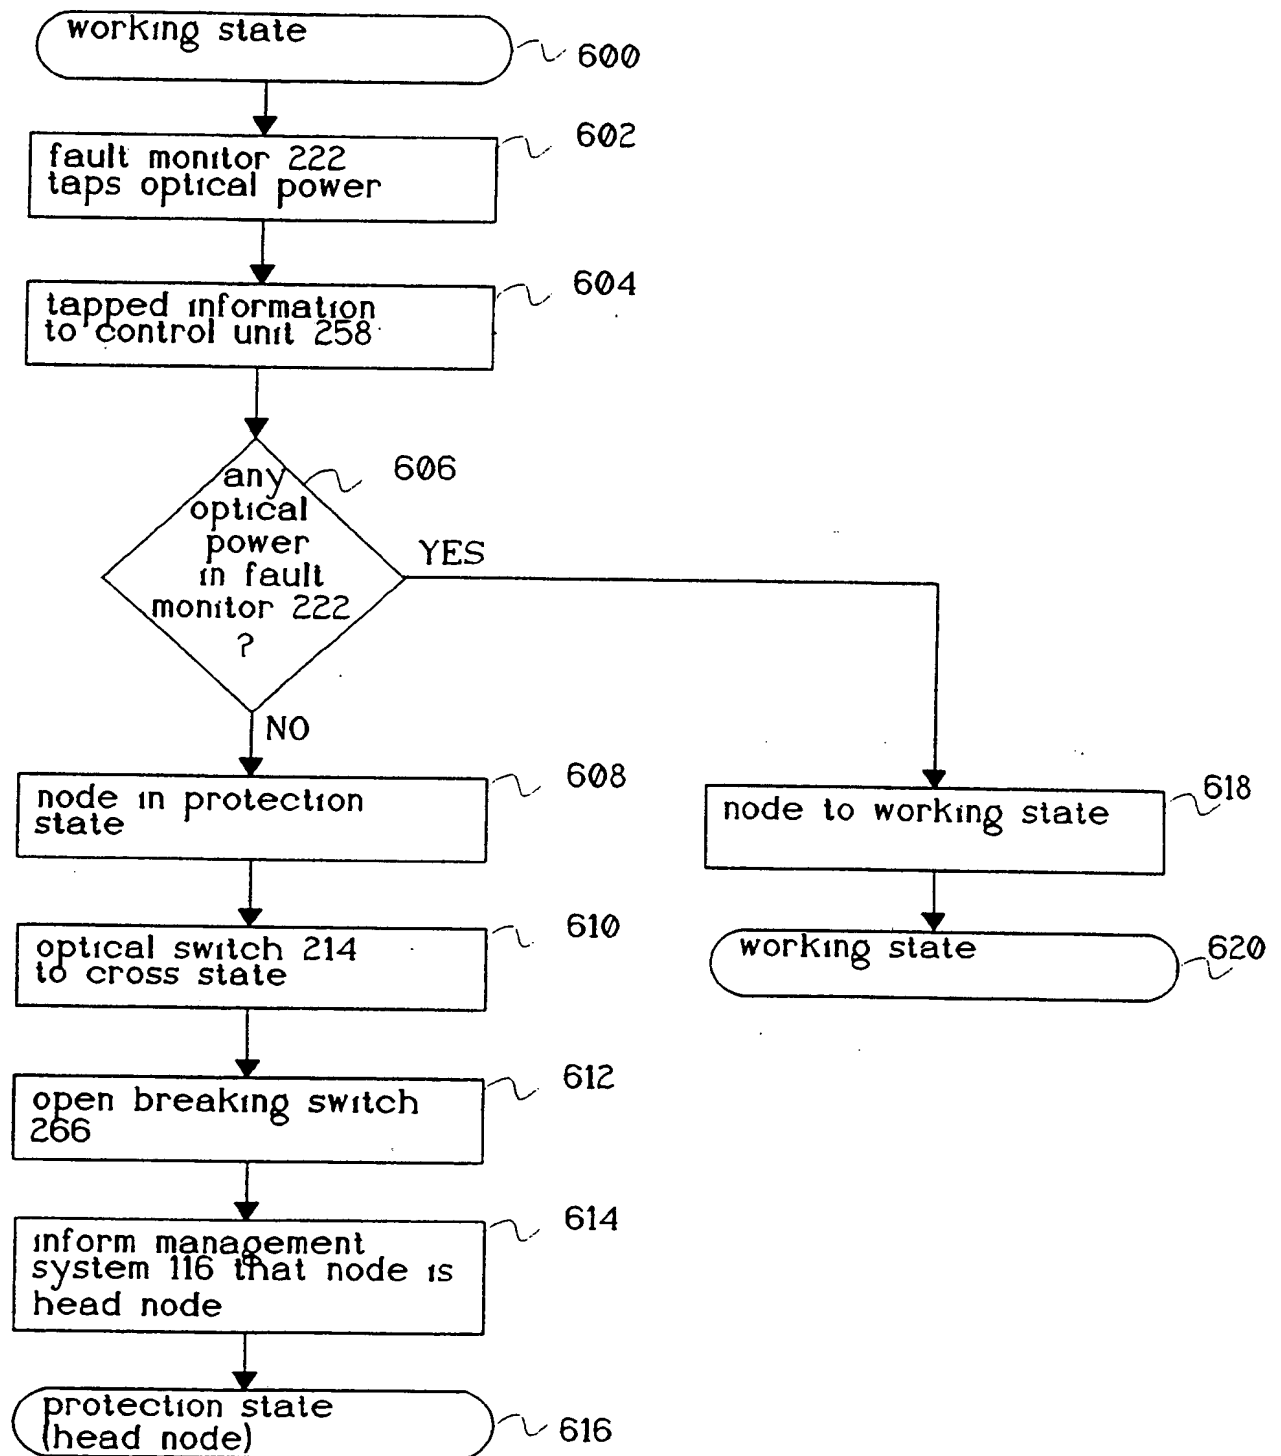 working state
600
602
fault monitor 222
taps optical power
604
tapped information
to control unit 258
606
any
optical
power
in fault
monitor 222
?
YES
NO
608
node in protection
state
618
node to working state
610
optical switch 214
to cross state
working state
620
612
open breaking switch
266
614
inform management
system 116 that node is
head node
protection state
(head node)
616